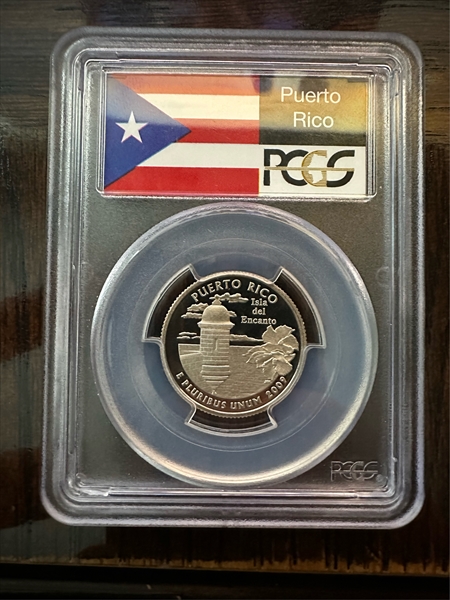 Puerto
Rico
PCGS
PUERTO RICO
Isla
del
Encanto
E PLURIBUS UNUM 2009
PCGS